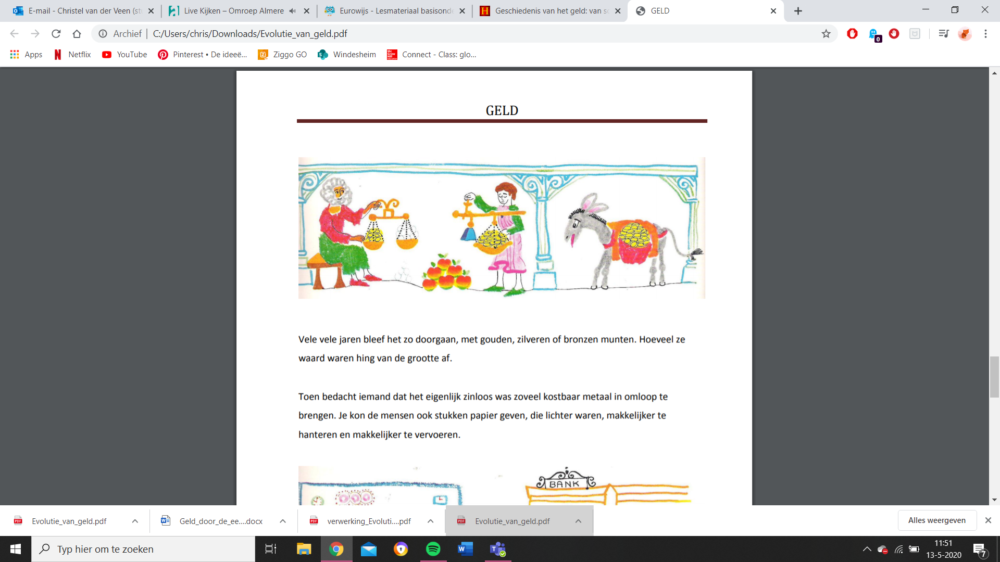 E-mail - Christel van der Veen (stu
Live Kijken – Omroep Almere
Eurowijs - Lesmateriaal basisonde
Geschiedenis van het geld: van sc
GELD
Archief
C:/Users/chris/Downloads/Evolutie_van_geld.pdf
0
Apps
Netflix
YouTube
Pinterest • De ideeë...
Ziggo GO
Windesheim
Connect - Class: glo...
GELD
Vele vele jaren bleef het zo doorgaan, met gouden, zilveren of bronzen munten. Hoeveel ze
waard waren hing van de grootte af.
Toen bedacht iemand dat het eigenlijk zinloos was zoveel kostbaar metaal in omloop te
brengen. Je kon de mensen ook stukken papier geven, die lichter waren, makkelijker te
hanteren en makkelijker te vervoeren.
BANK
Evolutie_van_geld.pdf
Geld_door_de_ee....docx
verwerking_Evoluti....pdf
Evolutie_van_geld.pdf
Alles weergeven
Typ hier om te zoeken
11:51
13-5-2020
7